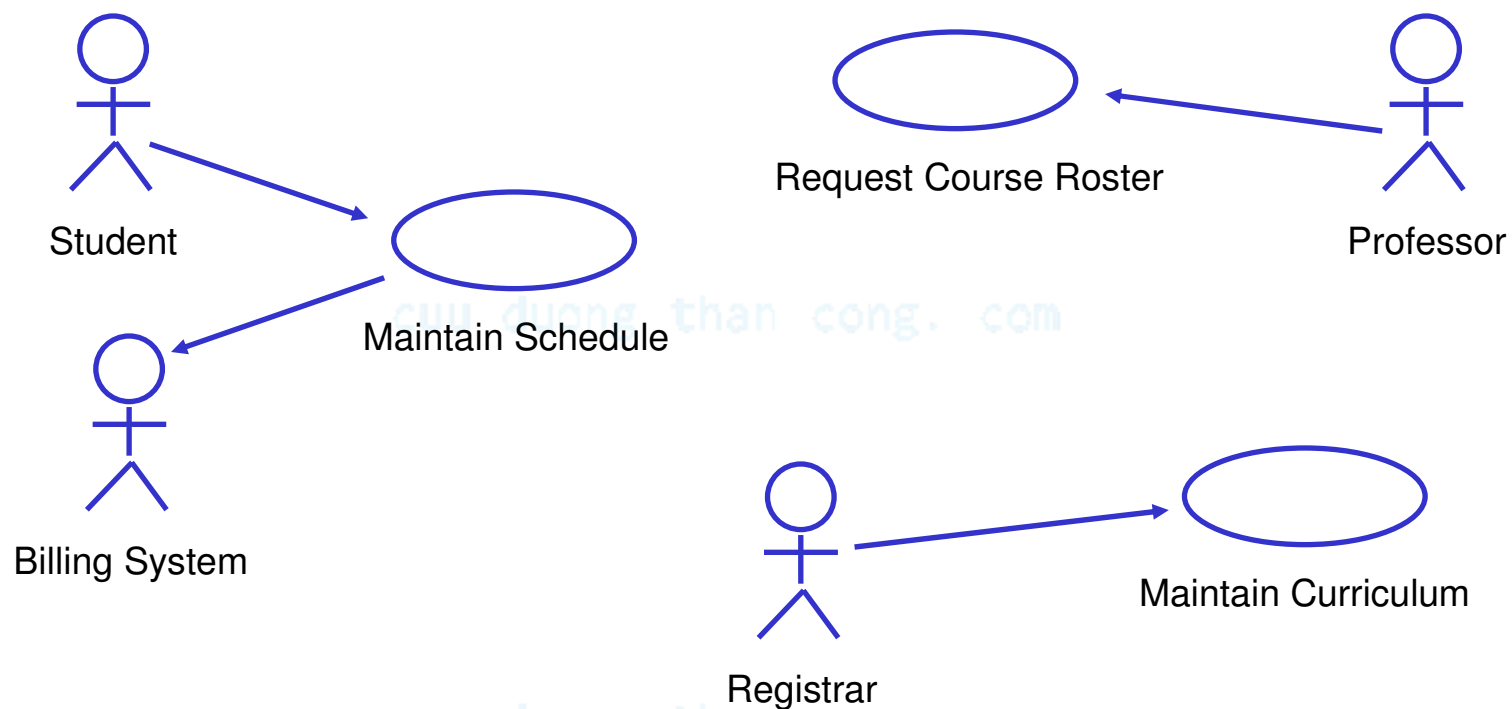 Request Course Roster
Student
Professor
cuu duong than cong. com
Maintain Schedule
Billing System
Maintain Curriculum
Registrar